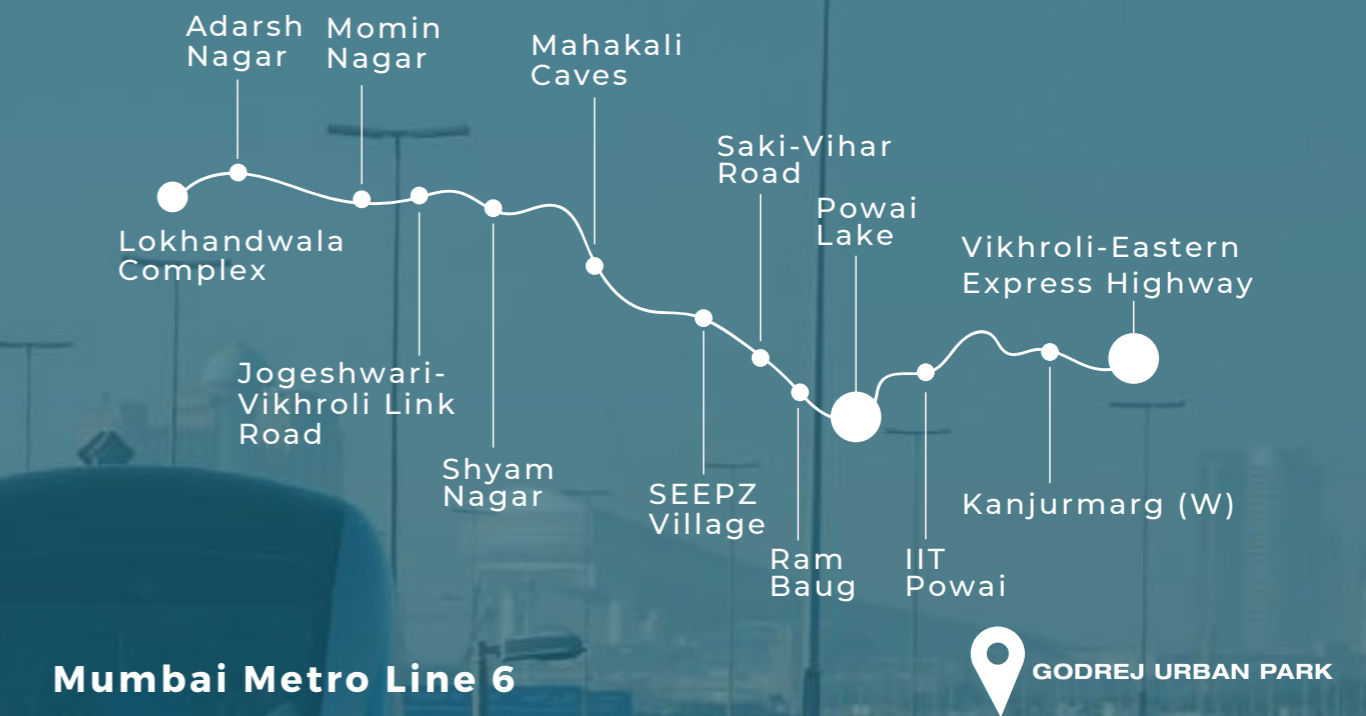 Adarsh
Nagar
Momin
Nagar
Mahakali
Caves
Saki-Vihar
Road
Powai
Lake
Lokhandwala
Complex
Vikhroli-Eastern
Express Highway
Jogeshwari-
Vikhroli Link
Road
Shyam
Nagar
SEEPZ
Village
Kanjurmarg (W)
Ram
Baug
IIT
Powai
Mumbai Metro Line 6
GODREJ URBAN PARK